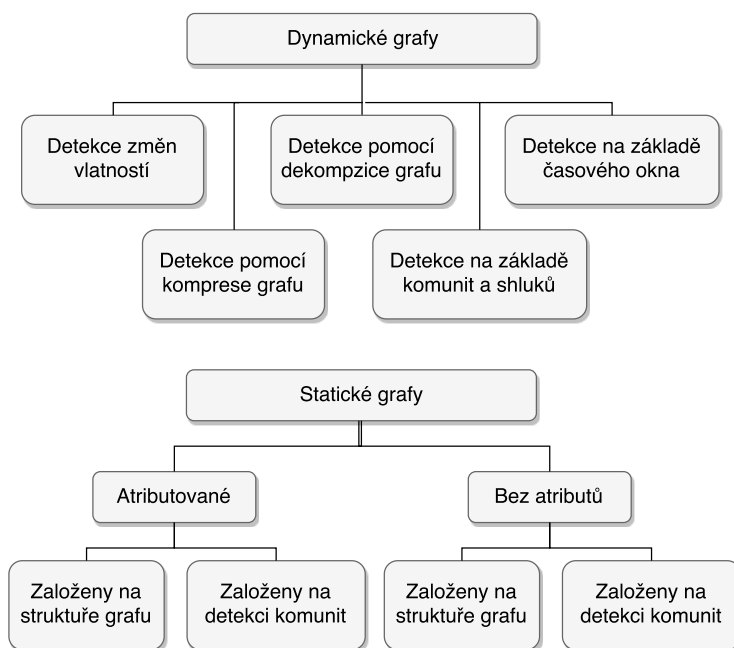 Dynamické grafy
Detekce změn
vlatností
Detekce pomocí
dekompzice grafu
Detekce na základě
časového okna
Detekce pomocí
komprese grafu
Detekce na základě
komunit a shluků
Statické grafy
Atributované
Bez atributů
Založeny na
struktuře grafu
Založeny na
detekci komunit
Založeny na
struktuře grafu
Založeny na
detekci komunit